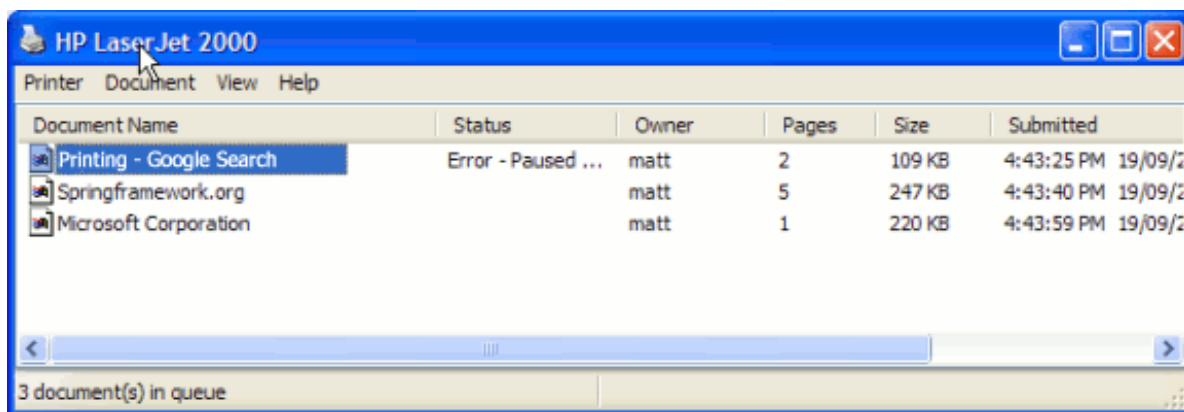 HP LaserJet 2000
Printer Document View Help
Document Name Status Owner Pages Size Submitted
Printing - Google Search Error - Paused ... matt 2 109 KB 4:43:25 PM 19/09/2
Springframework.org matt 5 247 KB 4:43:40 PM 19/09/2
Microsoft Corporation matt 1 220 KB 4:43:59 PM 19/09/2
3 document(s) in queue